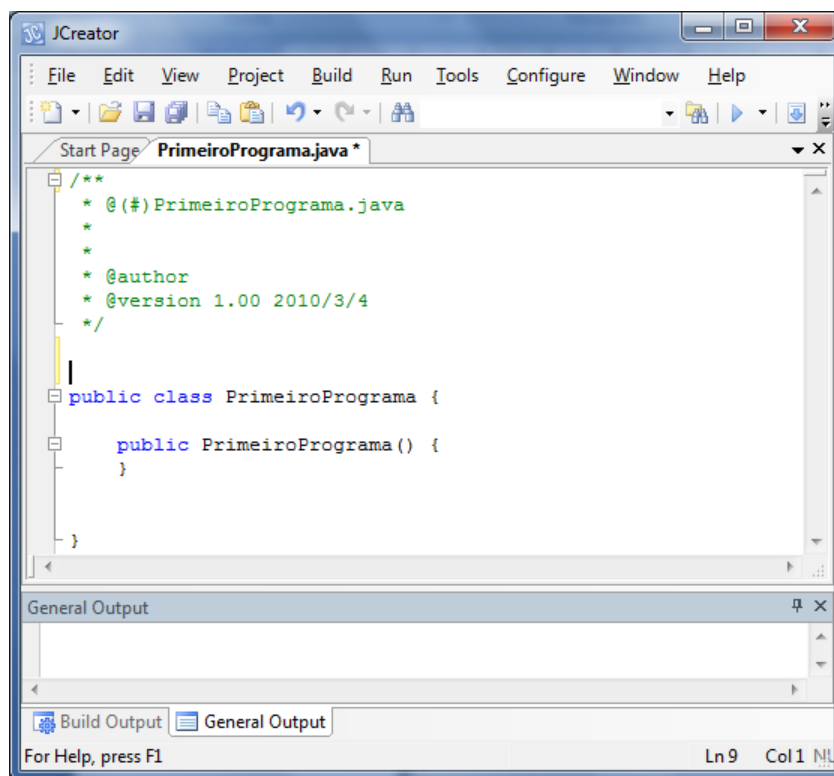 JCreator
File Edit View Project Build Run Tools Configure Window Help
Start Page PrimeiroPrograma.java *
/**
 * @(#)PrimeiroPrograma.java
 *
 *
 * @author
 * @version 1.00 2010/3/4
 */
public class PrimeiroPrograma {
    public PrimeiroPrograma() {
    }
}
General Output
Build Output General Output
For Help, press F1 Ln 9 Col 1